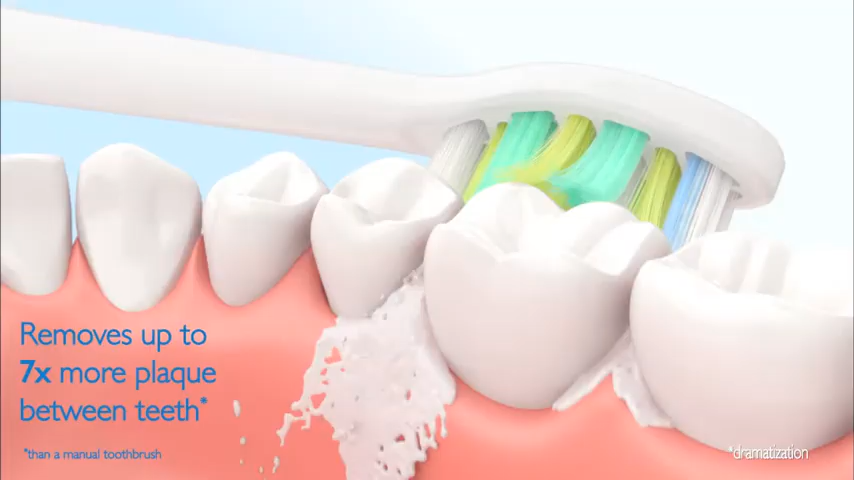 Removes up to
7x more plaque
between teeth*
*than a manual toothbrush
*dramatization